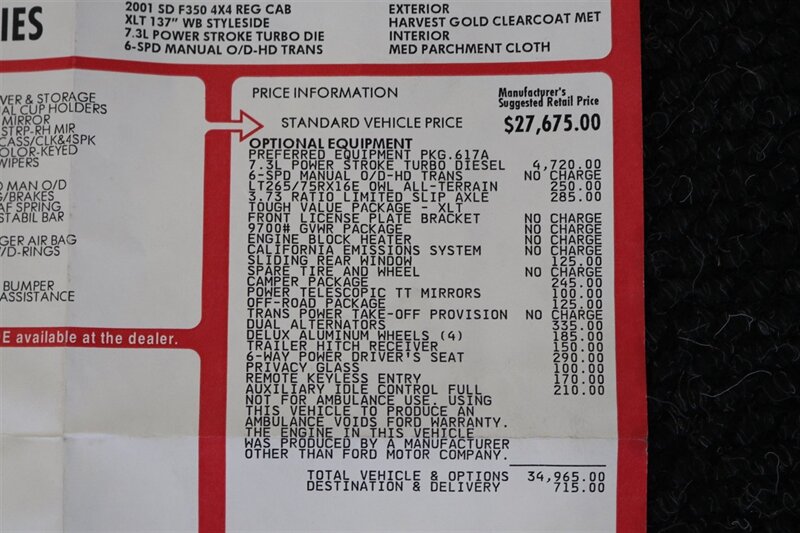 IES
2001 SD F350 4X4 REG CAB
XLT 137" WB STYLESIDE
7.3L POWER STROKE TURBO DIE
6-SPD MANUAL O/D-HD TRANS
EXTERIOR
HARVEST GOLD CLEARCOAT MET
INTERIOR
MED PARCHMENT CLOTH
WER & STORAGE
AL CUP HOLDERS
MIRROR
STRP-RH MIR
CASS/CLK&4SPK
OLOR-KEYED
WIPERS
D MAN O/D
G/BRAKES
AF SPRING
STABIL BAR
GER AIR BAG
/D-RINGS
BUMPER
ASSISTANCE
E available at the dealer.
PRICE INFORMATION
Manufacturer's
Suggested Retail Price
STANDARD VEHICLE PRICE $27,675.00
OPTIONAL EQUIPMENT
PREFERRED EQUIPMENT PKG.617A
7.3L POWER STROKE TURBO DIESEL 4,720.00
6-SPD MANUAL O/D-HD TRANS NO CHARGE
LT265/75RX16E OWL ALL-TERRAIN 250.00
3.73 RATIO LIMITED SLIP AXLE 285.00
TOUGH VALUE PACKAGE - XLT
FRONT LICENSE PLATE BRACKET NO CHARGE
9700# GVWR PACKAGE NO CHARGE
ENGINE BLOCK HEATER NO CHARGE
CALIFORNIA EMISSIONS SYSTEM NO CHARGE
SLIDING REAR WINDOW 125.00
SPARE TIRE AND WHEEL NO CHARGE
CAMPER PACKAGE 245.00
POWER TELESCOPIC TT MIRRORS 100.00
OFF-ROAD PACKAGE 125.00
TRANS POWER TAKE-OFF PROVISION NO CHARGE
DUAL ALTERNATORS 335.00
DELUX ALUMINUM WHEELS (4) 185.00
TRAILER HITCH RECEIVER 150.00
6-WAY POWER DRIVER'S SEAT 290.00
PRIVACY GLASS 100.00
REMOTE KEYLESS ENTRY 170.00
AUXILIARY IDLE CONTROL FULL 210.00
NOT FOR AMBULANCE USE. USING
THIS VEHICLE TO PRODUCE AN
AMBULANCE VOIDS FORD WARRANTY.
THE ENGINE IN THIS VEHICLE
WAS PRODUCED BY A MANUFACTURER
OTHER THAN FORD MOTOR COMPANY.
TOTAL VEHICLE & OPTIONS 34,965.00
DESTINATION & DELIVERY 715.00